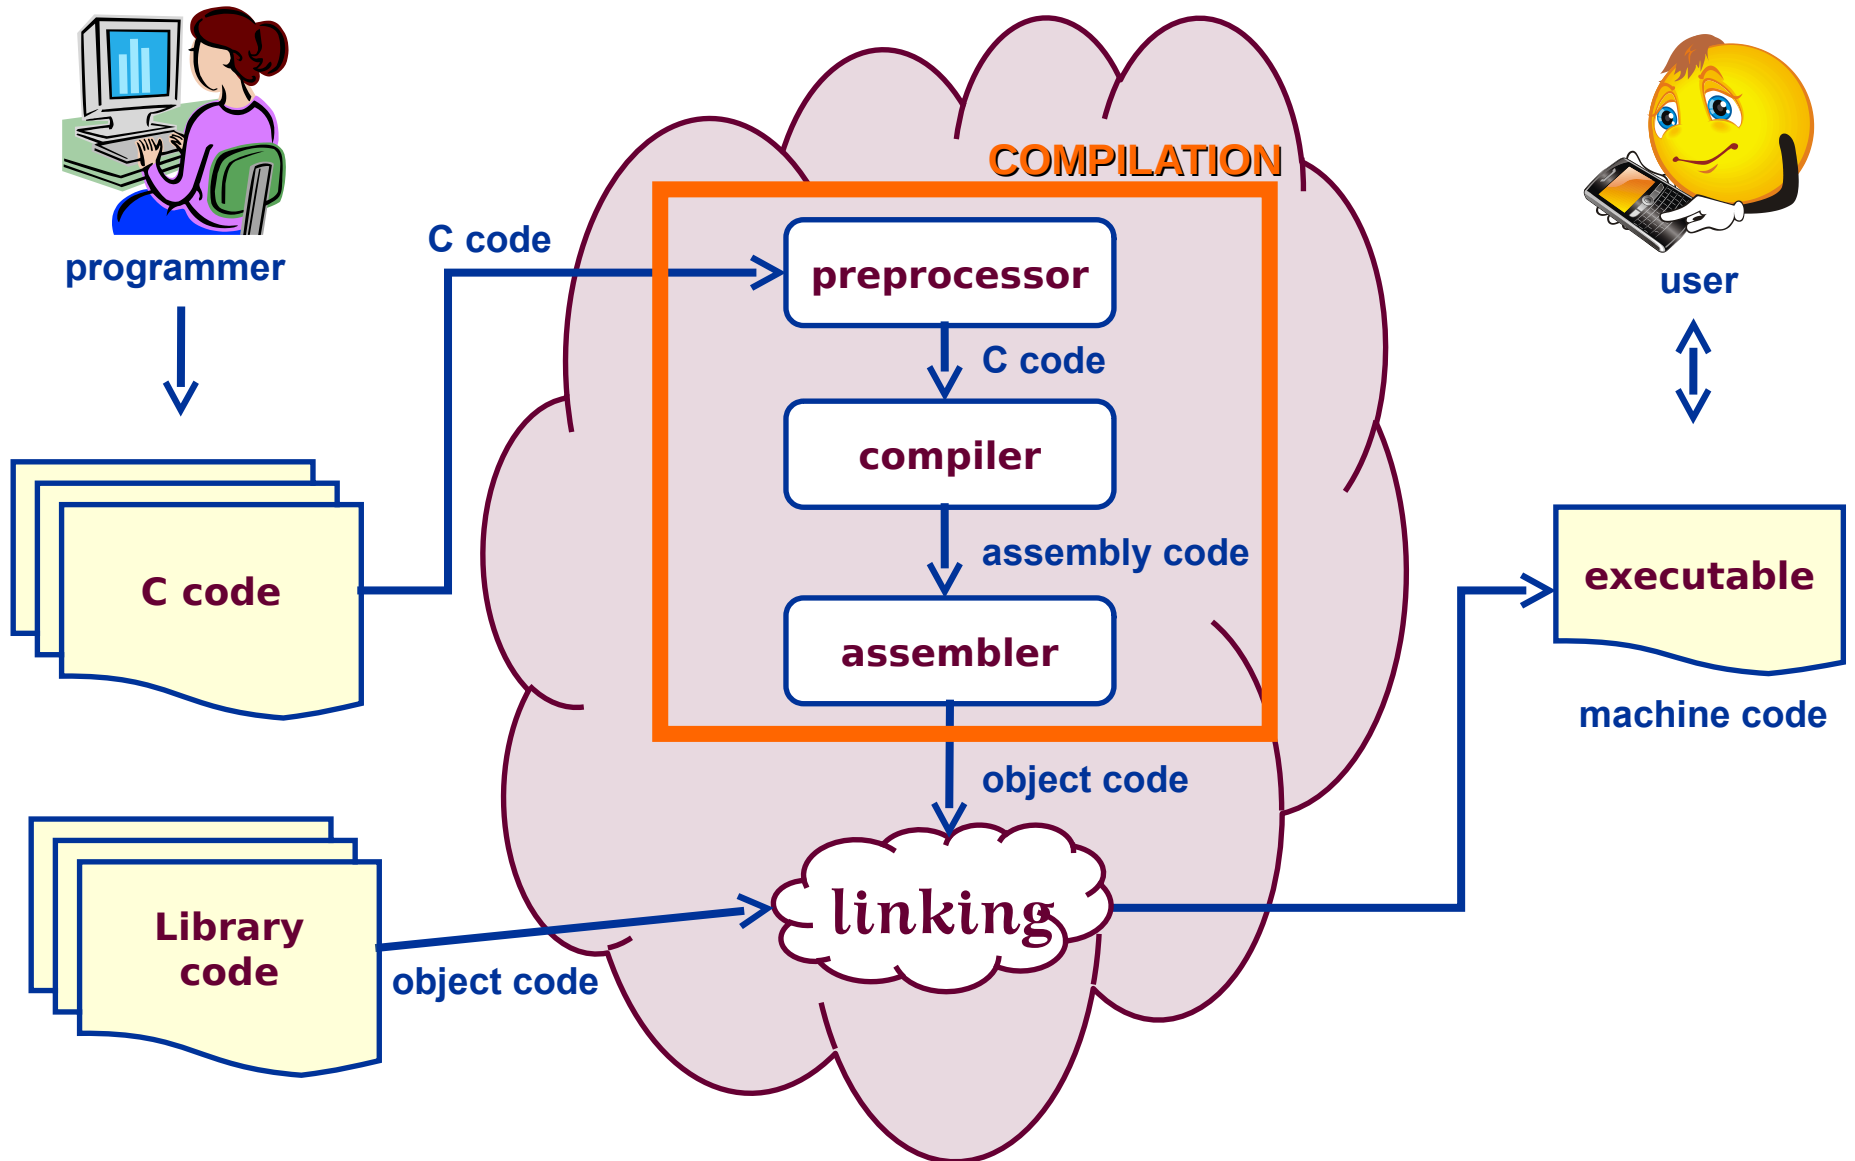 COMPILATION
programmer
C code
preprocessor
user
C code
compiler
assembly code
C code
assembler
executable
machine code
object code
linking
Library
code
object code